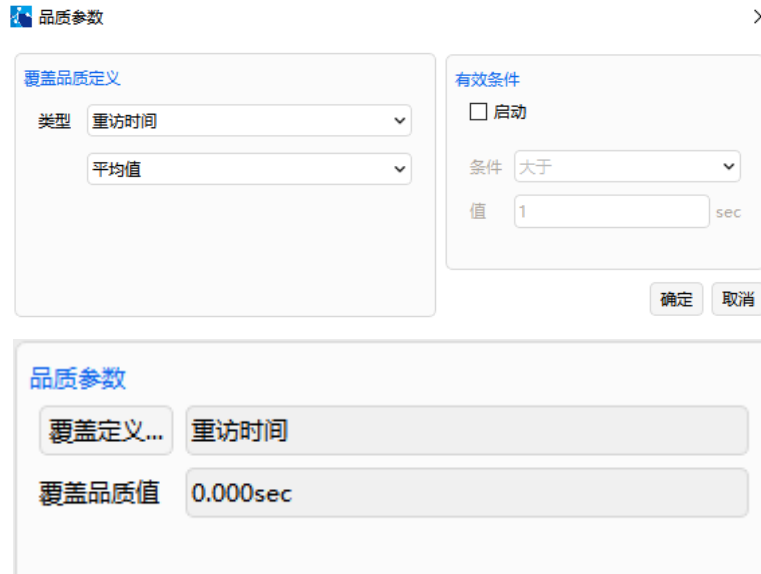 品质参数
覆盖品质定义
类型 重访时间
平均值
有效条件
启动
条件 大于
值 1 sec
确定 取消
品质参数
覆盖定义... 重访时间
覆盖品质值 0.000sec